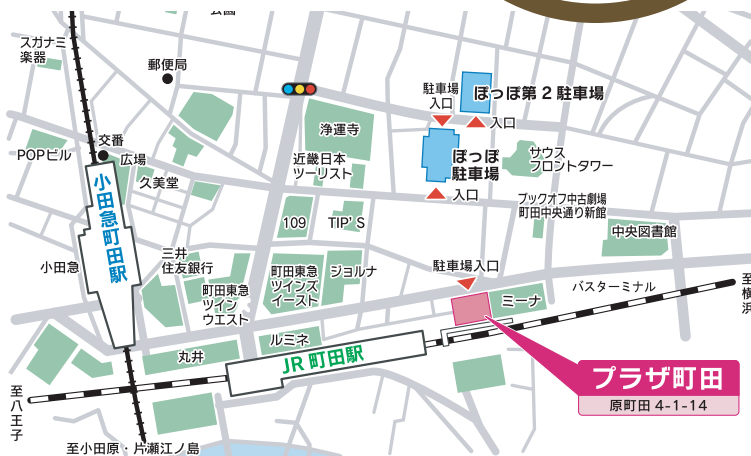 公園
スガナミ
楽器
郵便局
駐車場
入口
ぽっぽ第2駐車場
入口
浄運寺
交番
POPビル
広場
久美堂
近畿日本
ツーリスト
ぽっぽ
駐車場
サウス
フロントタワー
入口
ブックオフ中古劇場
町田中央通り新館
小田急町田駅
109
TIP'S
中央図書館
小田急
三井
住友銀行
町田東急
ツイン
ウエスト
町田東急
ツインズ
イースト
ジョルナ
駐車場入口
ミーナ
バスターミナル
至横浜
丸井
ルミネ
JR 町田駅
プラザ町田
原町田 4-1-14
至八王子
至小田原・片瀬江ノ島